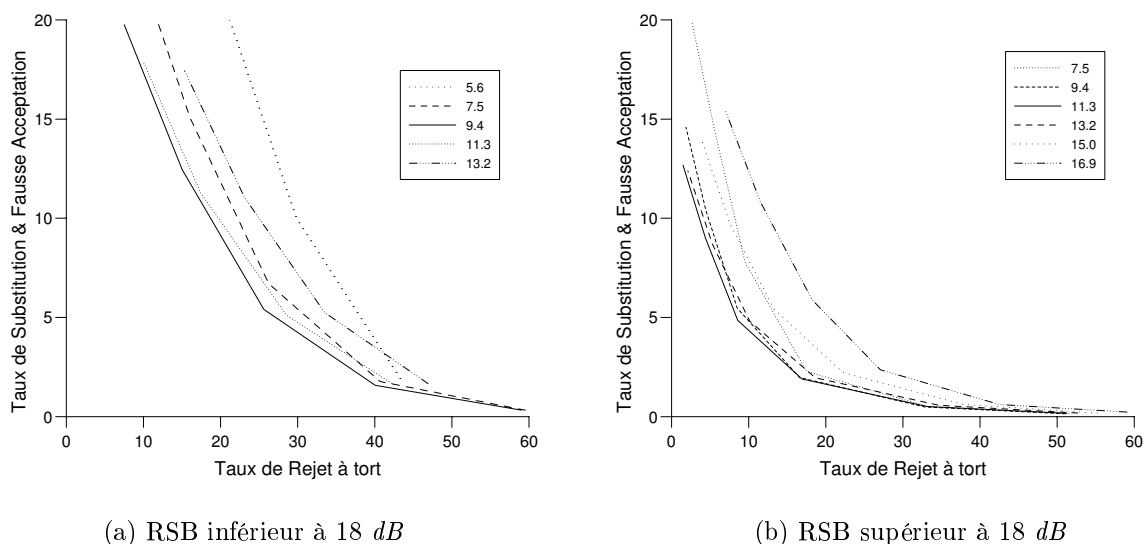 Taux de Substitution & Fausse Acceptation
20
15
10
5
0
0 10 20 30 40 50 60
Taux de Rejet à tort
5.6
7.5
9.4
11.3
13.2
(a) RSB inférieur à 18 dB
Taux de Substitution & Fausse Acceptation
20
15
10
5
0
0 10 20 30 40 50 60
Taux de Rejet à tort
7.5
9.4
11.3
13.2
15.0
16.9
(b) RSB supérieur à 18 dB